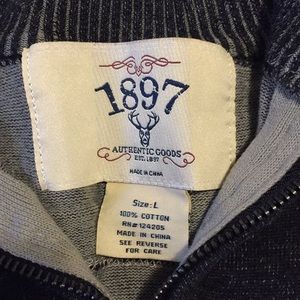 1897
AUTHENTIC GOODS
EST. 1897
MADE IN CHINA
Size: L
100% COTTON
RN# 124205
MADE IN CHINA
SEE REVERSE
FOR CARE